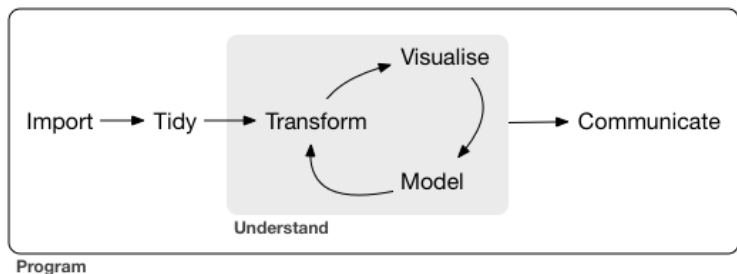 Visualise
Import
Tidy
Transform
Communicate
Model
Understand
Program